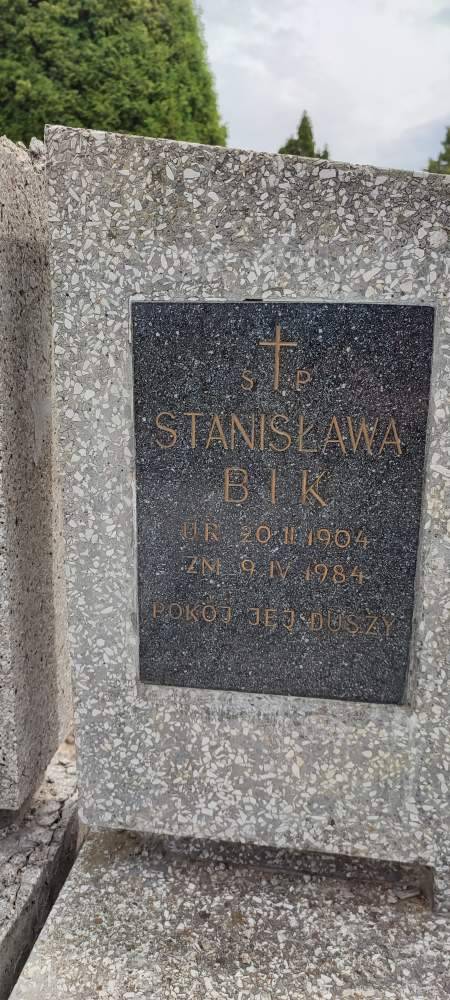 S P
STANISŁAWA
BIK
UR 20 II 1904
ZM 9 IV 1984
POKÓJ JEJ DUSZY